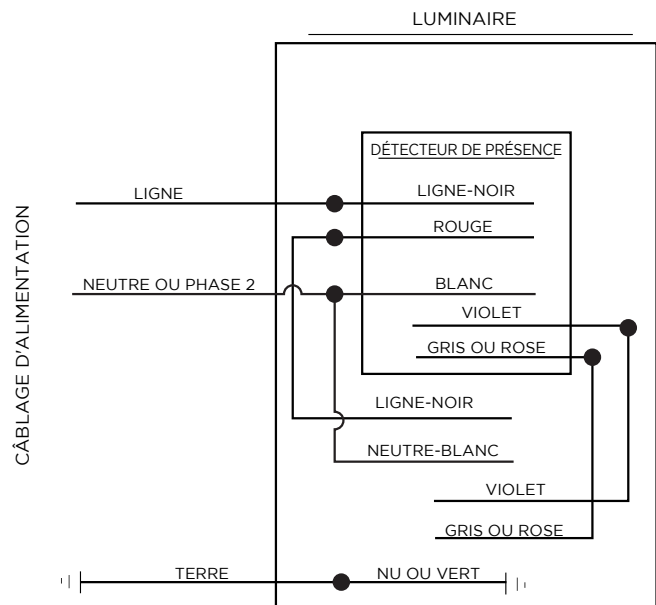 LUMINAIRE
DÉTECTEUR DE PRÉSENCE
LIGNE
LIGNE-NOIR
ROUGE
NEUTRE OU PHASE 2
BLANC
VIOLET
GRIS OU ROSE
LIGNE-NOIR
NEUTRE-BLANC
VIOLET
GRIS OU ROSE
TERRE
NU OU VERT
CÂBLAGE D'ALIMENTATION